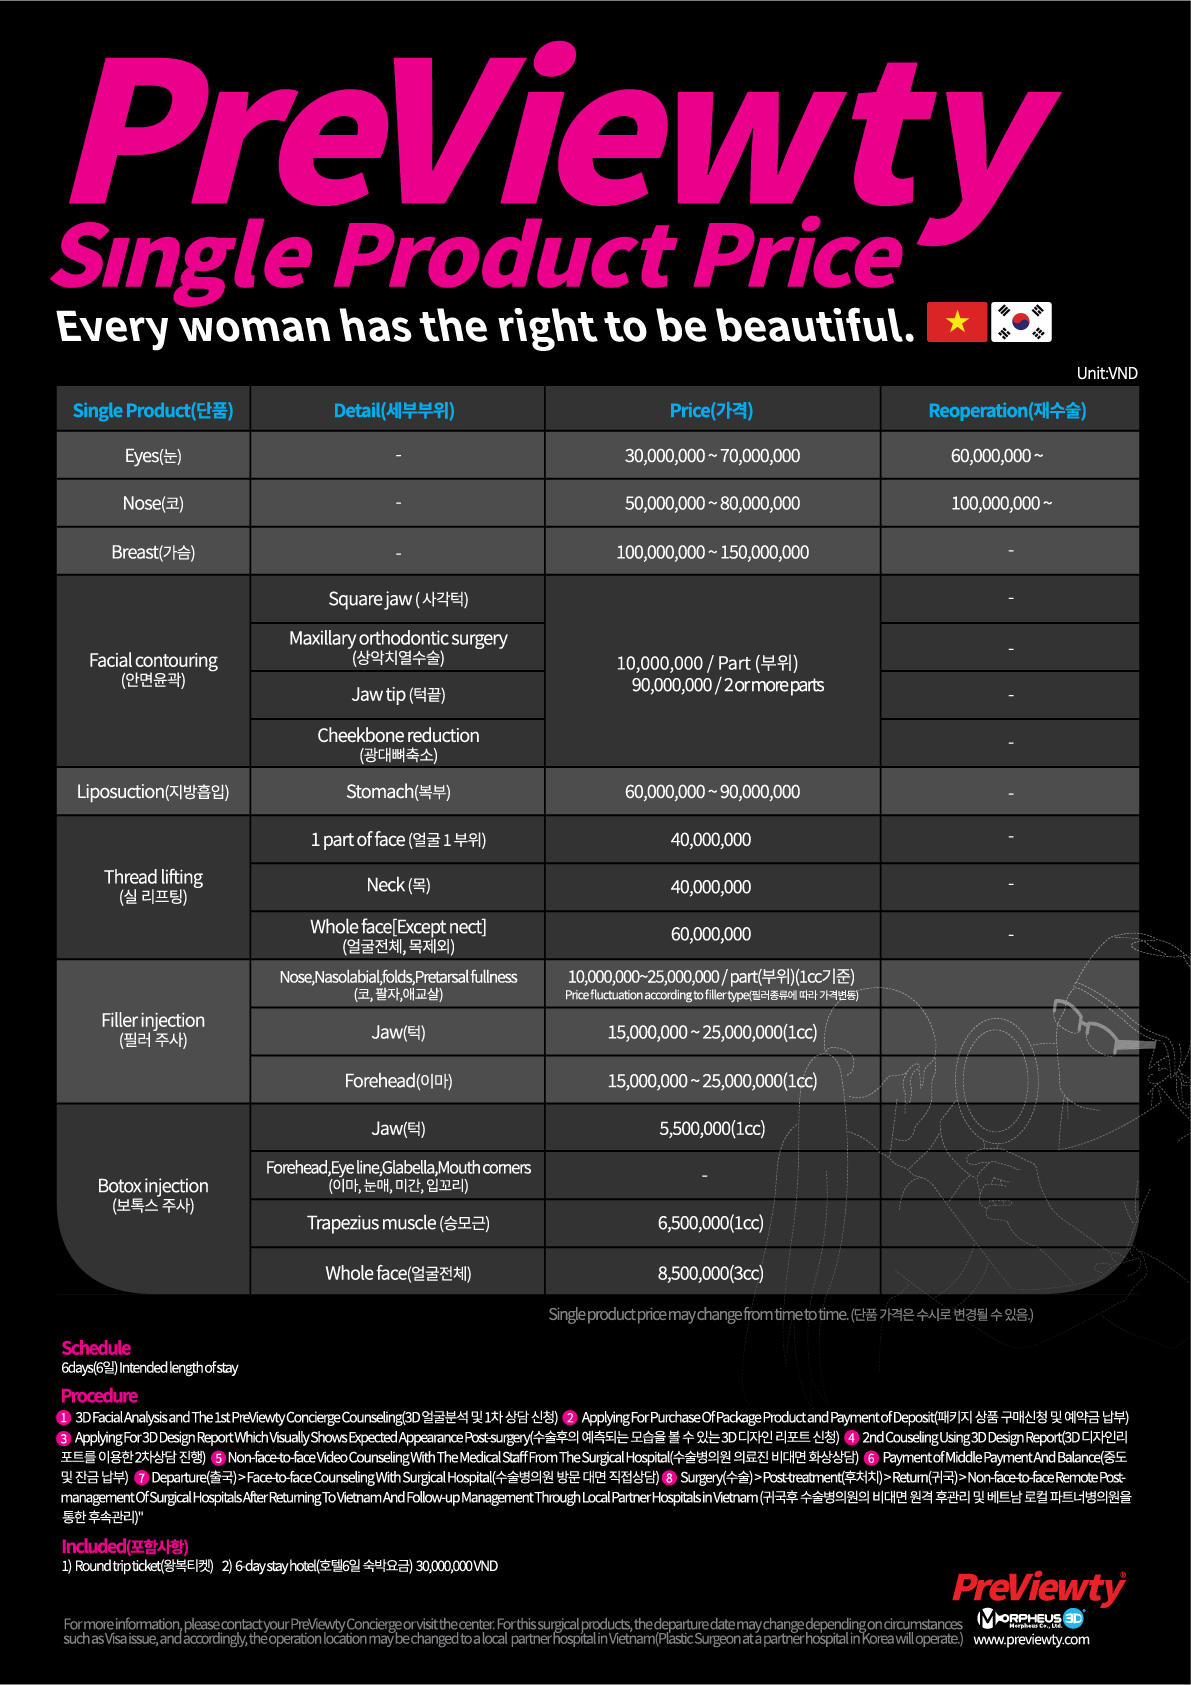 PreViewty
Single Product Price
Every woman has the right to be beautiful.
Unit:VND
Single Product(단품) Detail(세부부위) Price(가격) Reoperation(재수술)
Eyes(눈) - 30,000,000 ~ 70,000,000 60,000,000 ~
Nose(코) - 50,000,000 ~ 80,000,000 100,000,000 ~
Breast(가슴) - 100,000,000 ~ 150,000,000 -
Facial contouring
(안면윤곽)
Square jaw ( 사각턱)
Maxillary orthodontic surgery
(상악치열수술)
Jaw tip (턱끝)
Cheekbone reduction
(광대뼈축소)
10,000,000 / Part (부위)
90,000,000 / 2 or more parts
-
-
-
-
Liposuction(지방흡입) Stomach(복부) 60,000,000 ~ 90,000,000 -
Thread lifting
(실 리프팅)
1 part of face (얼굴 1 부위) 40,000,000 -
Neck (목) 40,000,000 -
Whole face[Except nect]
(얼굴전체, 목제외)
60,000,000 -
Filler injection
(필러 주사)
Nose,Nasolabial,folds,Pretarsal fullness
(코, 팔자,애교살)
10,000,000~25,000,000 / part(부위)(1cc기준)
Price fluctuation according to filler type(필러종류에 따라 가격변동)
Jaw(턱) 15,000,000 ~ 25,000,000(1cc)
Forehead(이마) 15,000,000 ~ 25,000,000(1cc)
Botox injection
(보톡스 주사)
Jaw(턱) 5,500,000(1cc)
Forehead,Eye line,Glabella,Mouth corners
(이마, 눈매, 미간, 입꼬리)
-
Trapezius muscle (승모근) 6,500,000(1cc)
Whole face(얼굴전체) 8,500,000(3cc)
Single product price may change from time to time. (단품 가격은 수시로 변경될 수 있음.)
Schedule
6days(6일) Intended length of stay
Procedure
1 3D Facial Analysis and The 1st PreViewty Concierge Counseling(3D 얼굴분석 및 1차 상담 신청) 2 Applying For Purchase Of Package Product and Payment of Deposit(패키지 상품 구매신청 및 예약금 납부)
3 Applying For 3D Design Report Which Visually Shows Expected Appearance Post-surgery(수술후의 예측되는 모습을 볼 수 있는 3D 디자인 리포트 신청) 4 2nd Couseling Using 3D Design Report(3D 디자인리
포트를 이용한 2차상담 진행) 5 Non-face-to-face Video Counseling With The Medical Staff From The Surgical Hospital(수술병의원 의료진 비대면 화상상담) 6 Payment of Middle Payment And Balance(중도
및 잔금 납부) 7 Departure(출국) > Face-to-face Counseling With Surgical Hospital(수술병의원 방문 대면 직접상담) 8 Surgery(수술) > Post-treatment(후처치) > Return(귀국) > Non-face-to-face Remote Post-
management Of Surgical Hospitals After Returning To Vietnam And Follow-up Management Through Local Partner Hospitals in Vietnam (귀국후 수술병의원의 비대면 원격 후관리 및 베트남 로컬 파트너병의원을
통한 후속관리)"
Included(포함사항)
1) Round trip ticket(왕복티켓) 2) 6-day stay hotel(호텔6일 숙박요금) 30,000,000 VND
PreViewty®
MORPHEUS 3D
Morpheus Co., Ltd.
www.previewty.com
For more information, please contact your PreViewty Concierge or visit the center. For this surgical products, the departure date may change depending on circumstances
such as Visa issue, and accordingly, the operation location may be changed to a local partner hospital in Vietnam(Plastic Surgeon at a partner hospital in Korea will operate.)